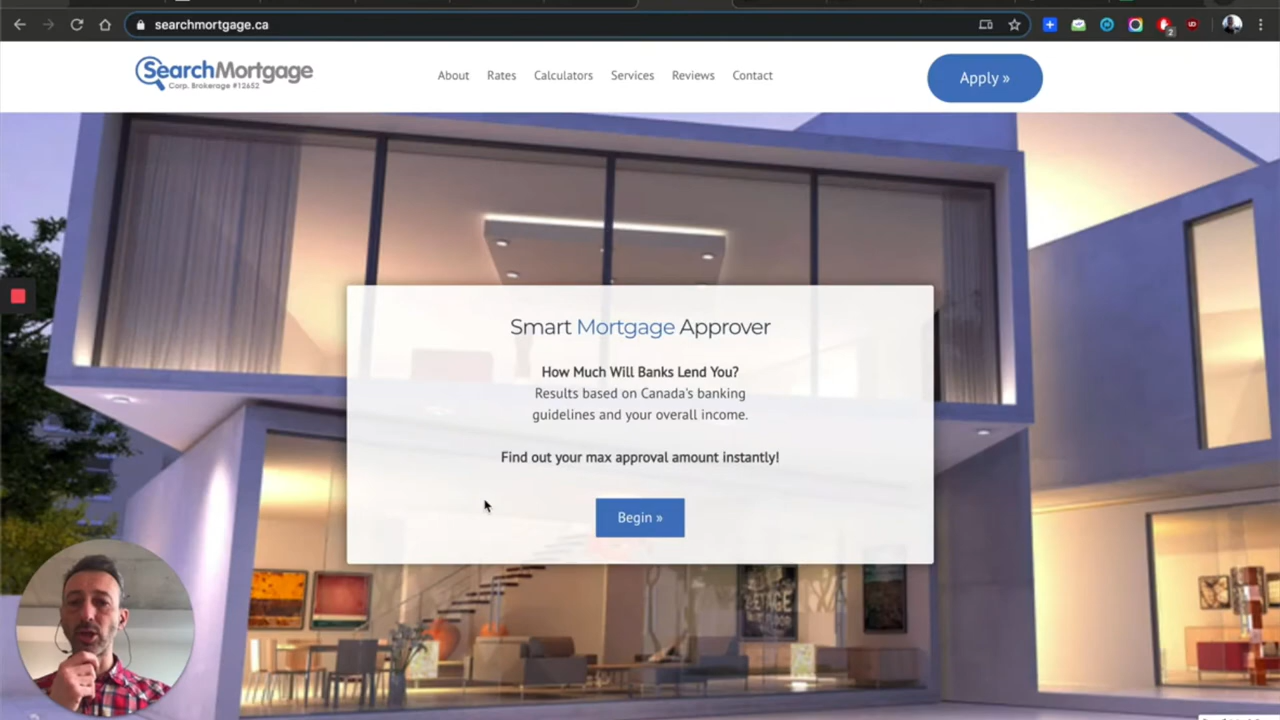 searchmortgage.ca
2
SearchMortgage
Corp. Brokerage #12652
About Rates Calculators Services Reviews Contact
Apply »
Smart Mortgage Approver
How Much Will Banks Lend You?
Results based on Canada's banking
guidelines and your overall income.
Find out your max approval amount instantly!
Begin »